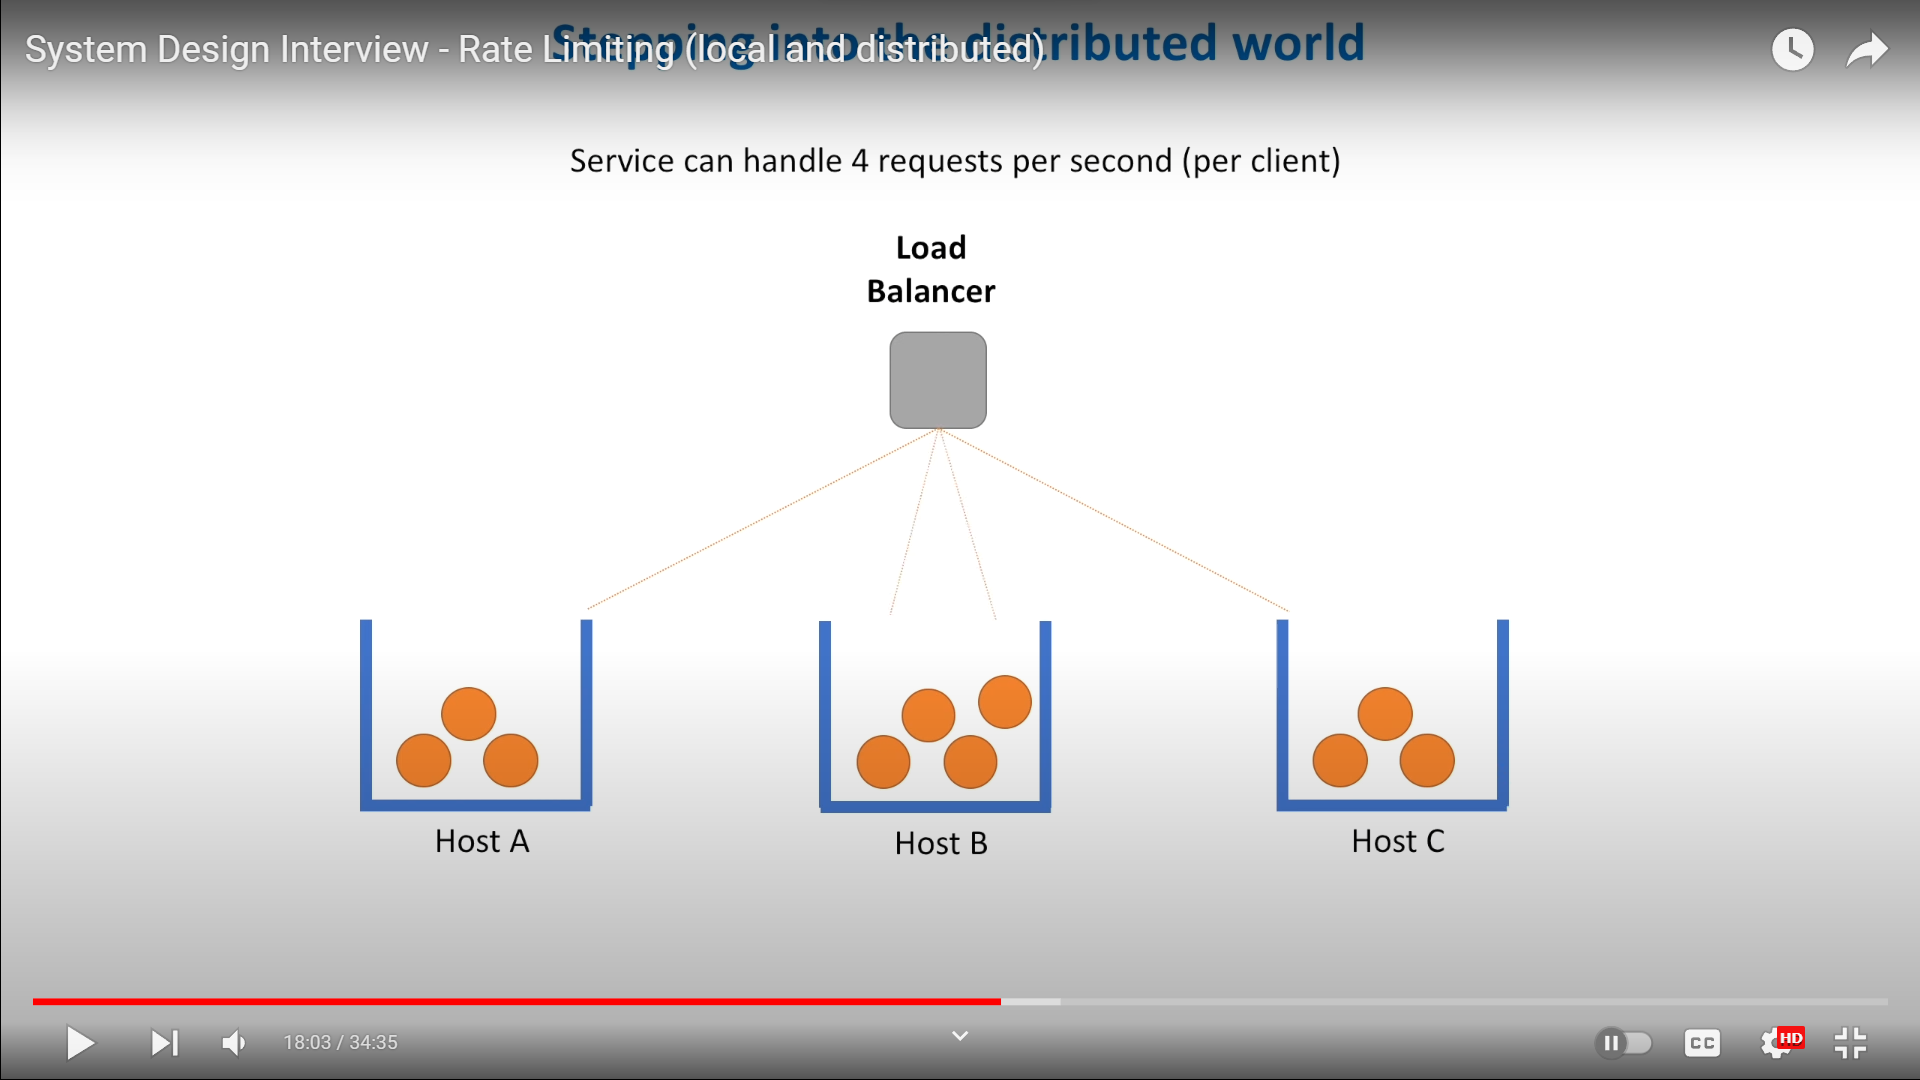 System Design Interview - Rate Limiting (local and distributed)
Stepping into the distributed world
Service can handle 4 requests per second (per client)
Load
Balancer
Host A
Host B
Host C
18:03 / 34:35
CC
HD